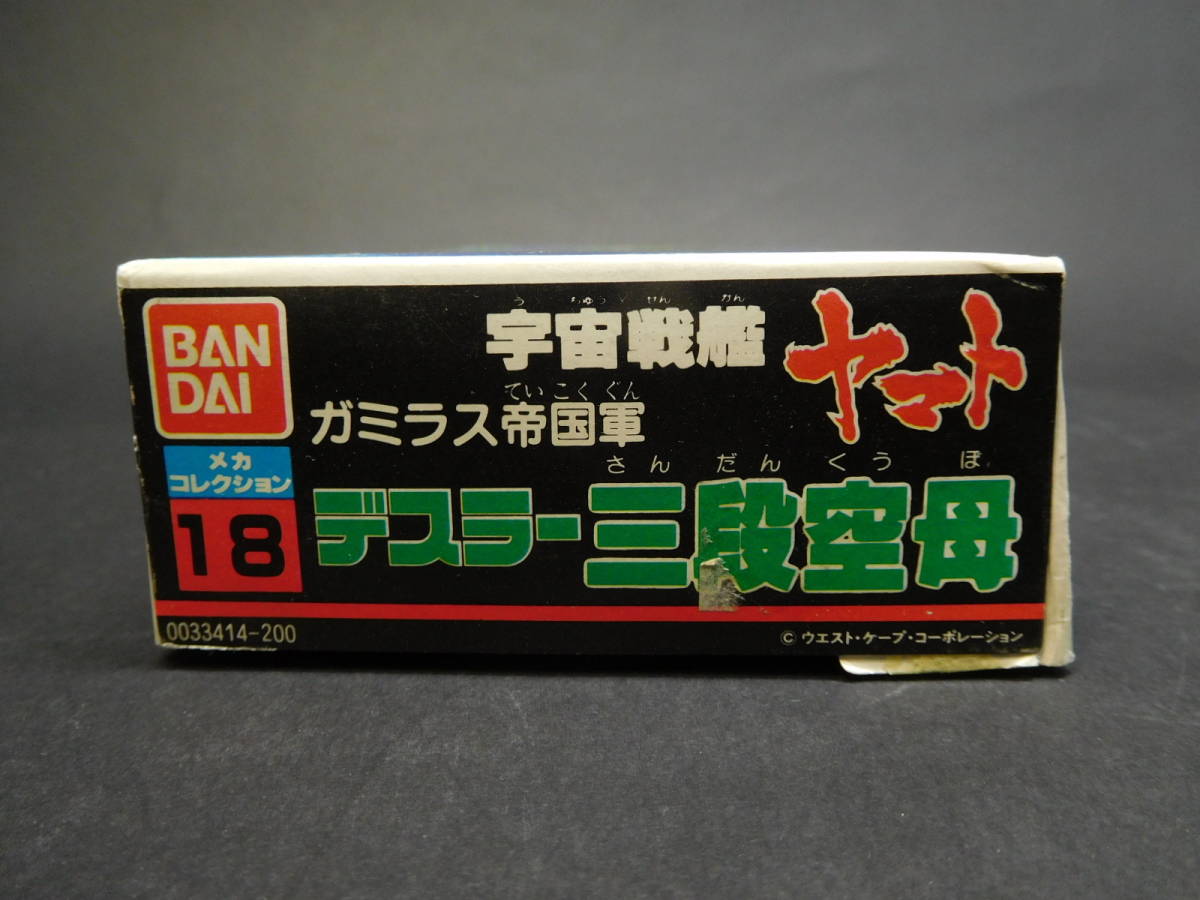 BAN
DAI
メカ
コレクション
18
う ちゅう せん かん
宇宙戦艦 ヤマト
てい こく ぐん
ガミラス帝国軍
さん だん くう ぼ
デスラー三段空母
0033414-200
© ウエスト・ケープ・コーポレーション